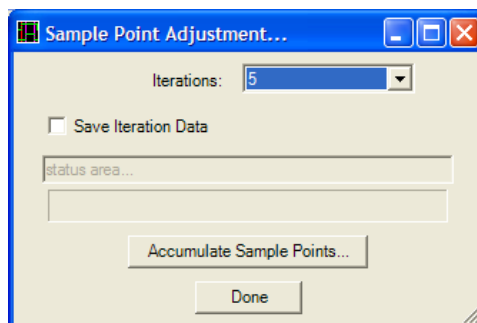 Sample Point Adjustment...
Iterations: 5
Save Iteration Data
status area...
Accumulate Sample Points...
Done